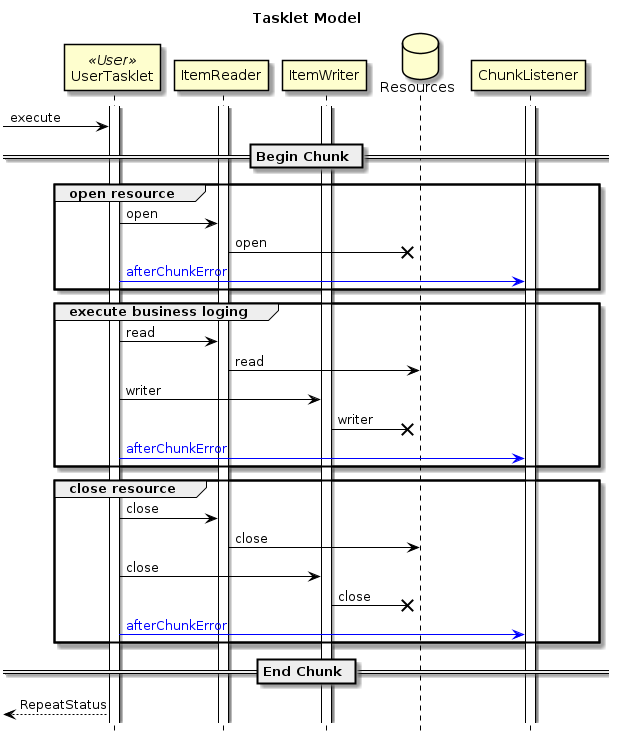 Tasklet Model
«User»
UserTasklet
ItemReader
ItemWriter
Resources
ChunkListener
execute
Begin Chunk
open resource
open
open
afterChunkError
execute business loging
read
read
writer
writer
afterChunkError
close resource
close
close
close
close
afterChunkError
End Chunk
RepeatStatus